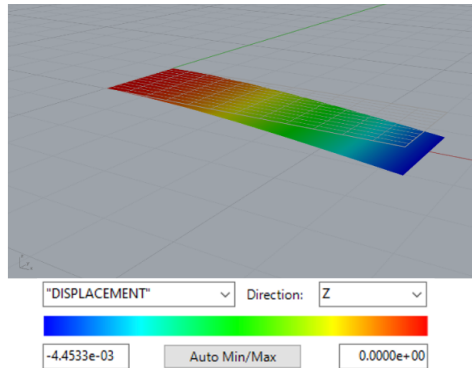 "DISPLACEMENT" Direction: Z
-4.4533e-03 Auto Min/Max 0.0000e+00